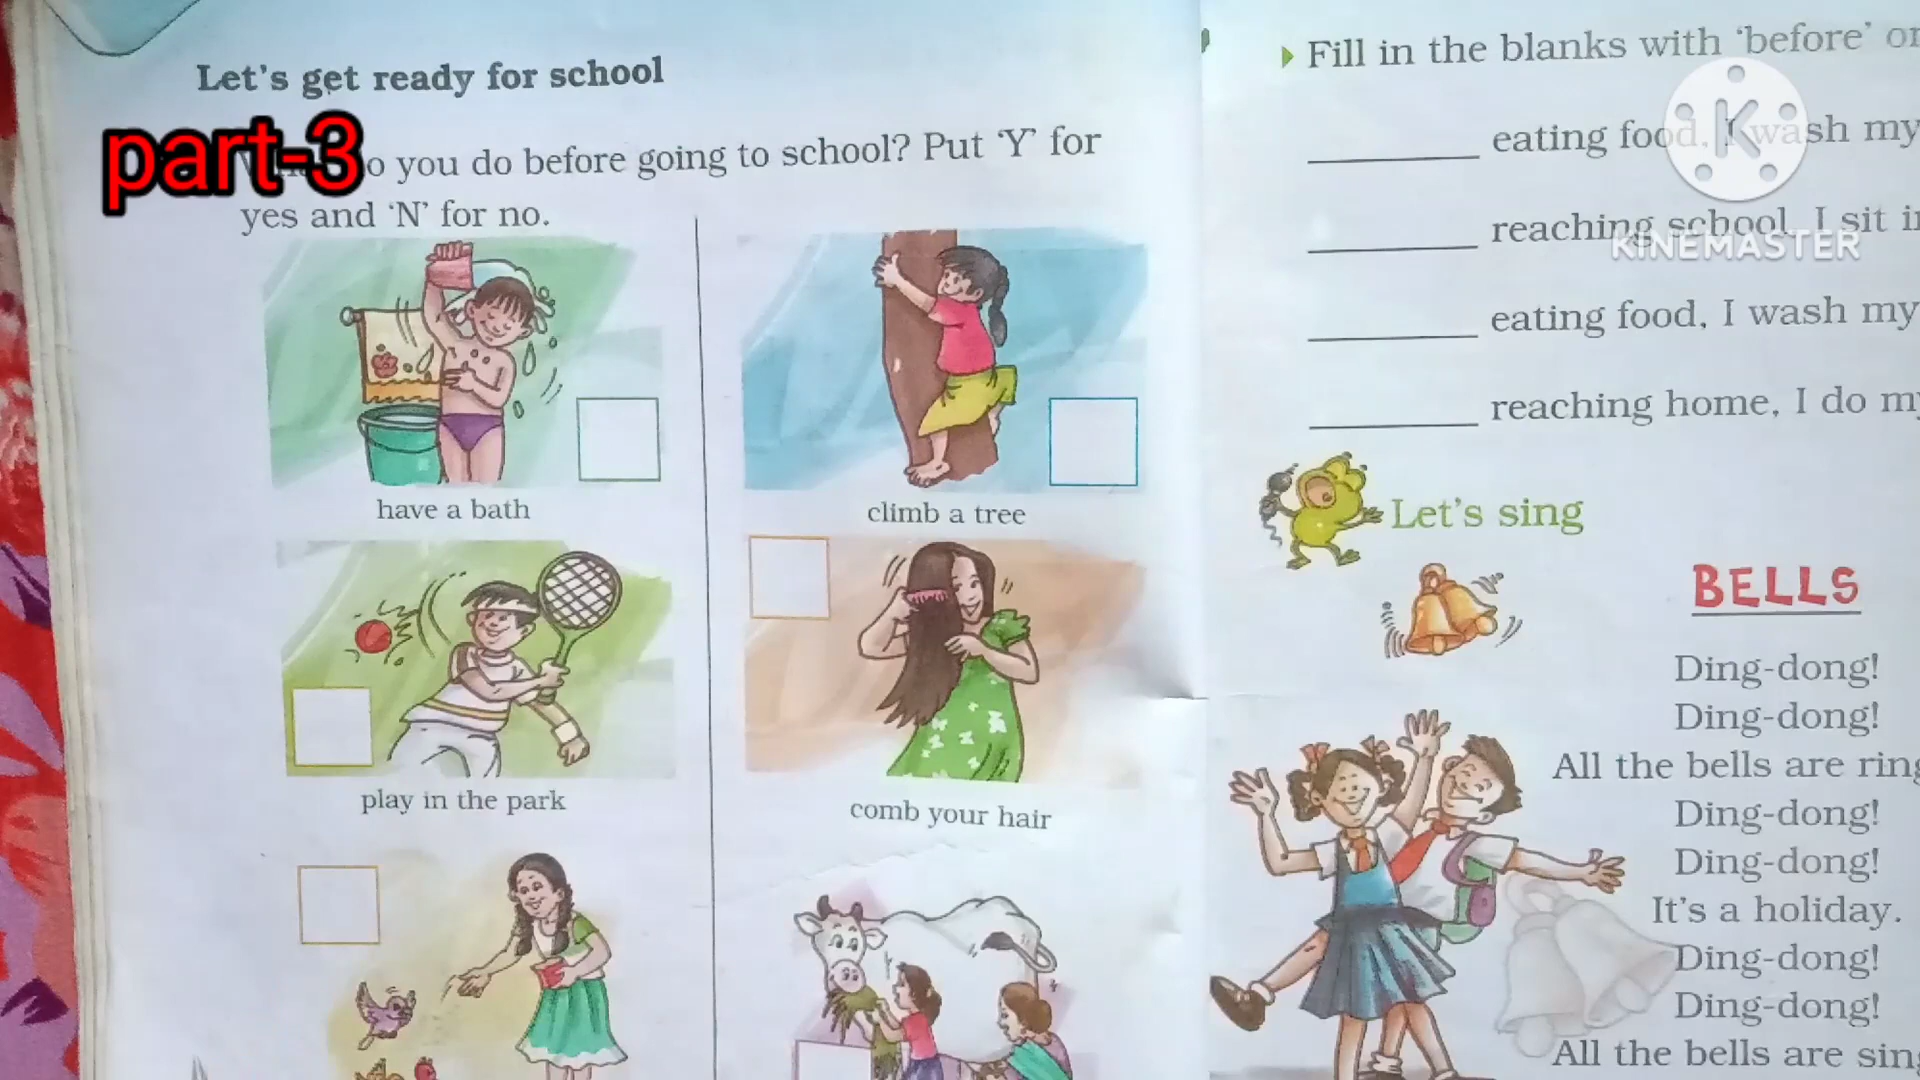 Let's get ready for school
part-3
you do before going to school? Put 'Y' for
yes and 'N' for no.
have a bath
climb a tree
play in the park
comb your hair
Fill in the blanks with 'before' or
eating food, I wash my
reaching school, I sit in
eating food, I wash my
reaching home, I do my
KINEMASTER
Let's sing
BELLS
Ding-dong!
Ding-dong!
All the bells are ring
Ding-dong!
Ding-dong!
It's a holiday.
Ding-dong!
Ding-dong!
All the bells are sing